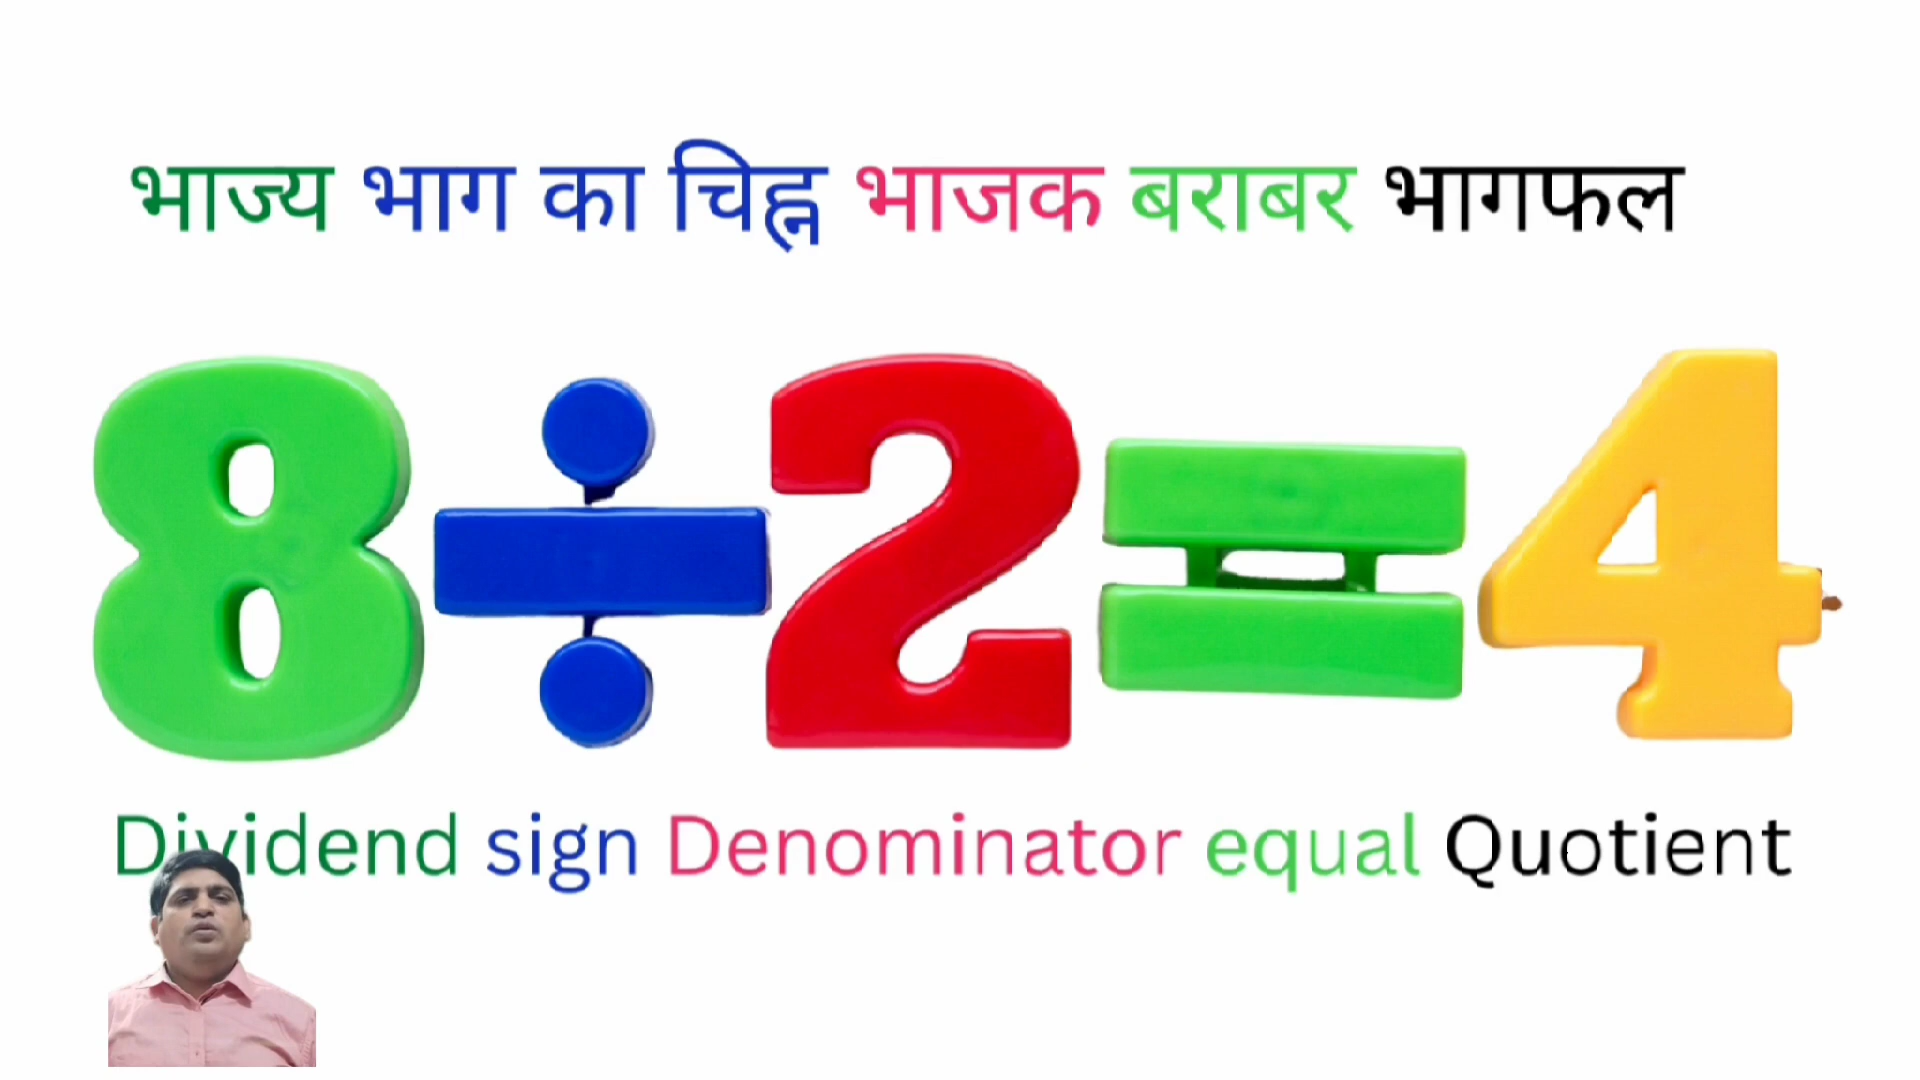 भाज्य भाग का चिह्न भाजक बराबर भागफल
8÷2=4
Dividend sign Denominator equal Quotient